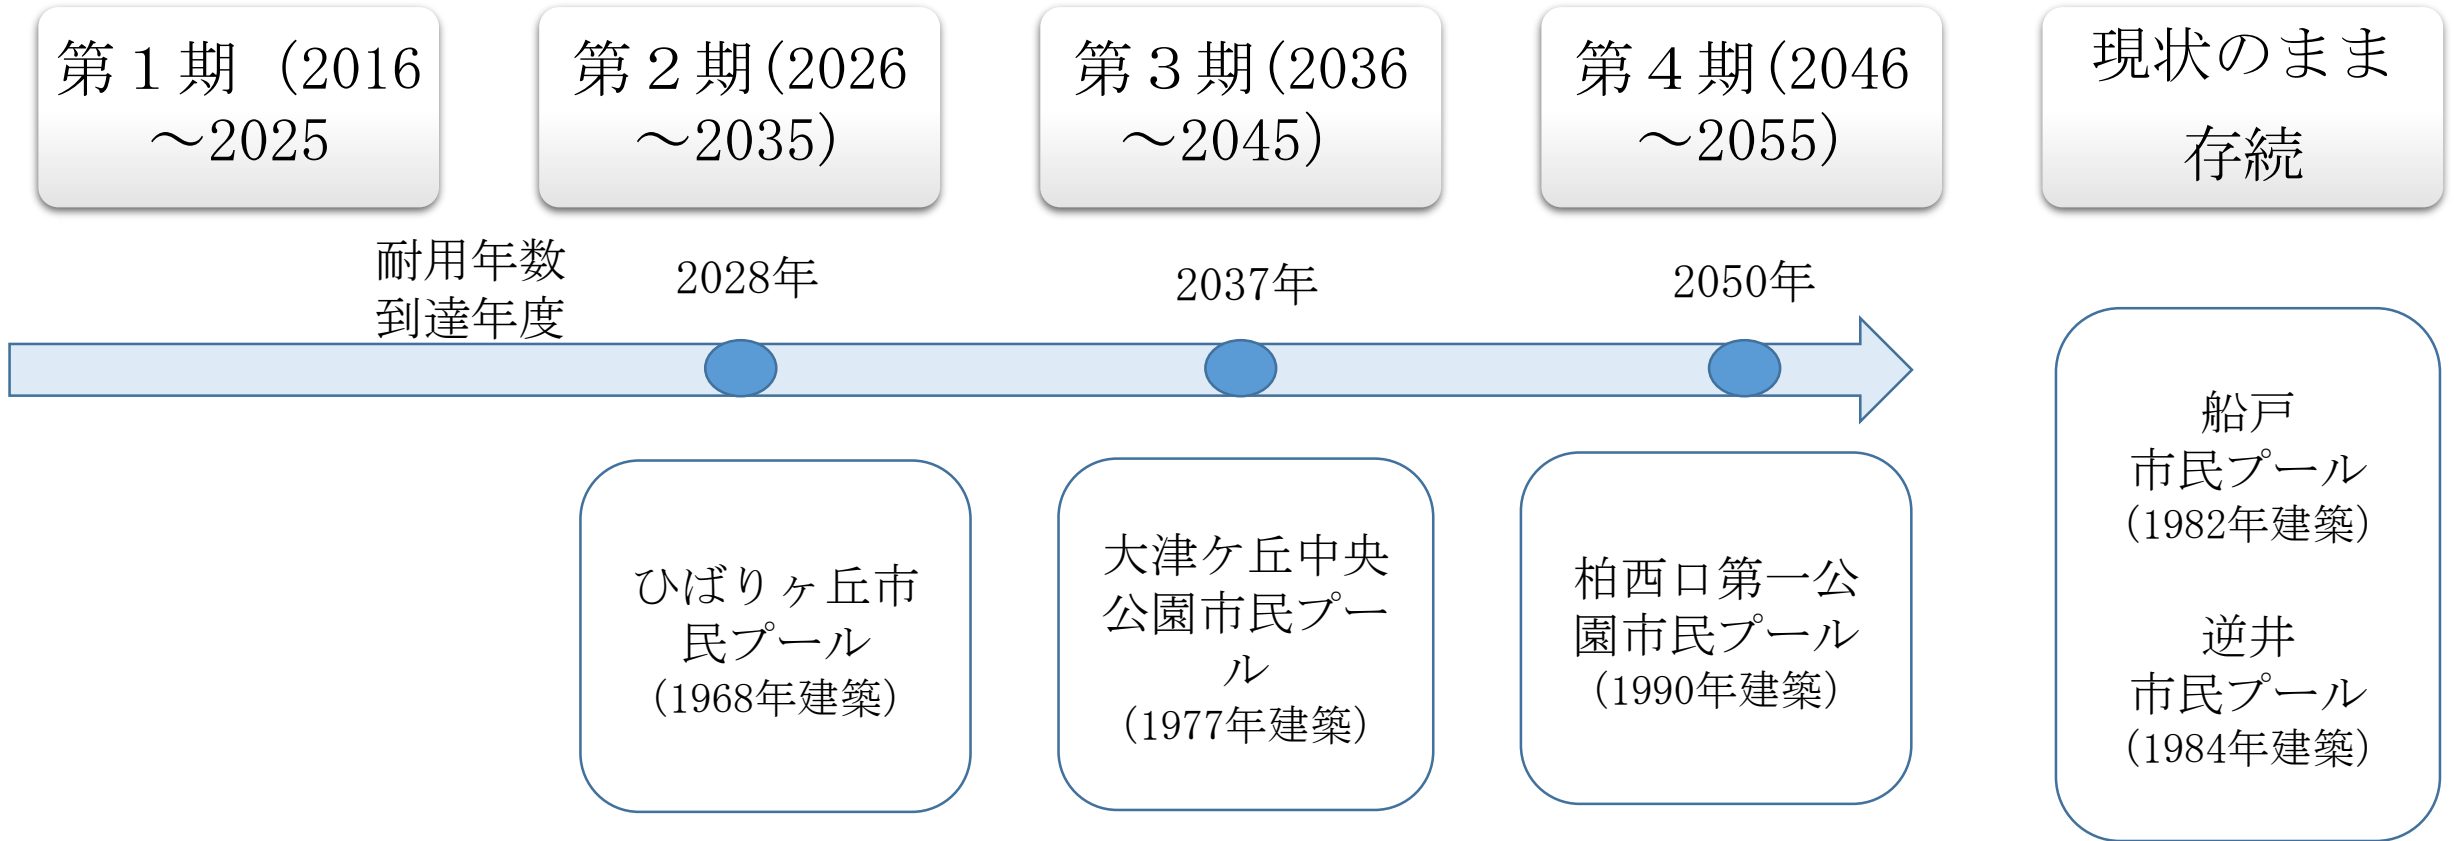 第１期（2016
～2025
第２期(2026
～2035）
第３期(2036
～2045）
第４期(2046
～2055）
現状のまま
存続
耐用年数
到達年度
2028年
2037年
2050年
ひばりヶ丘市
民プール
（1968年建築）
大津ケ丘中央
公園市民プー
ル
（1977年建築）
柏西口第一公
園市民プール
（1990年建築）
船戸
市民プール
（1982年建築）
逆井
市民プール
（1984年建築）